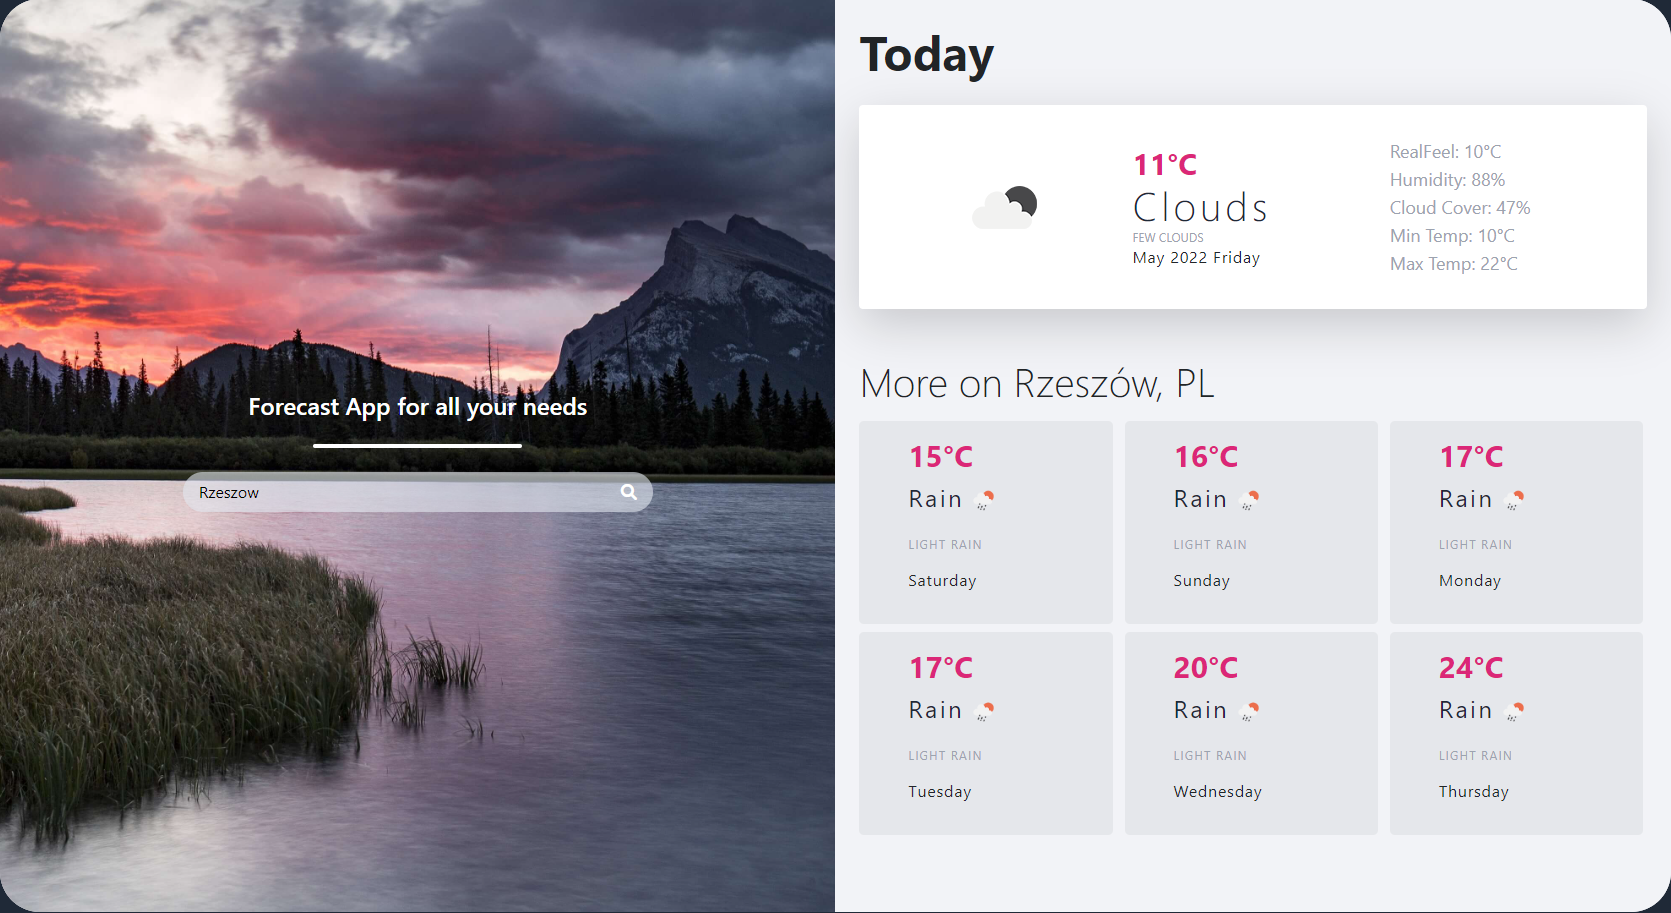 Forecast App for all your needs
Rzeszow
Today
11°C
Clouds
FEW CLOUDS
May 2022 Friday
RealFeel: 10°C
Humidity: 88%
Cloud Cover: 47%
Min Temp: 10°C
Max Temp: 22°C
More on Rzeszów, PL
15°C
Rain
LIGHT RAIN
Saturday
16°C
Rain
LIGHT RAIN
Sunday
17°C
Rain
LIGHT RAIN
Monday
17°C
Rain
LIGHT RAIN
Tuesday
20°C
Rain
LIGHT RAIN
Wednesday
24°C
Rain
LIGHT RAIN
Thursday